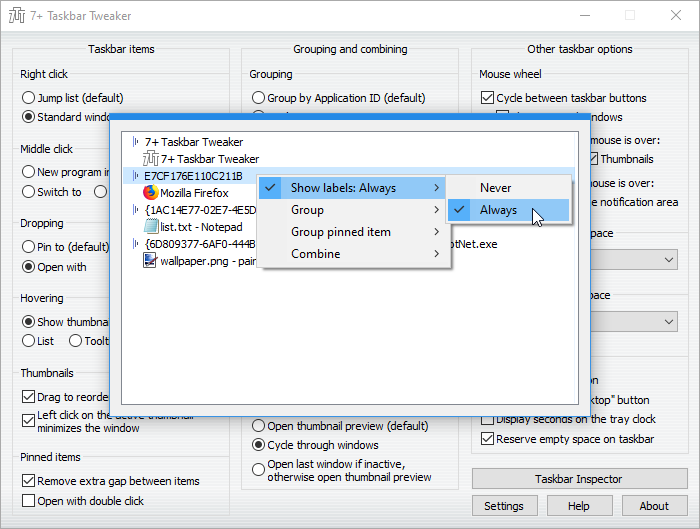 7+ Taskbar Tweaker
Taskbar items
Right click
Jump list (default)
Standard window
Middle click
New program in
Switch to
Dropping
Pin to (default)
Open with
Hovering
Show thumbnai
List
Toolt
Thumbnails
Drag to reorde
Left click on the active thumbnail
minimizes the window
Pinned items
Remove extra gap between items
Open with double click
Grouping and combining
Grouping
Group by Application ID (default)
Open thumbnail preview (default)
Cycle through windows
Open last window if inactive,
otherwise open thumbnail preview
Other taskbar options
Mouse wheel
Cycle between taskbar buttons
windows
mouse is over:
Thumbnails
mouse is over:
e notification area
pace
pace
on
ktop" button
Display seconds on the tray clock
Reserve empty space on taskbar
Taskbar Inspector
Settings
Help
About
7+ Taskbar Tweaker
7+ Taskbar Tweaker
E7CF176E110C211B
Mozilla Firefox
{1AC14E77-02E7-4E5D
list.txt - Notepad
{6D809377-6AF0-444B
otNet.exe
wallpaper.png - pain
Show labels: Always
Group
Group pinned item
Combine
Never
Always